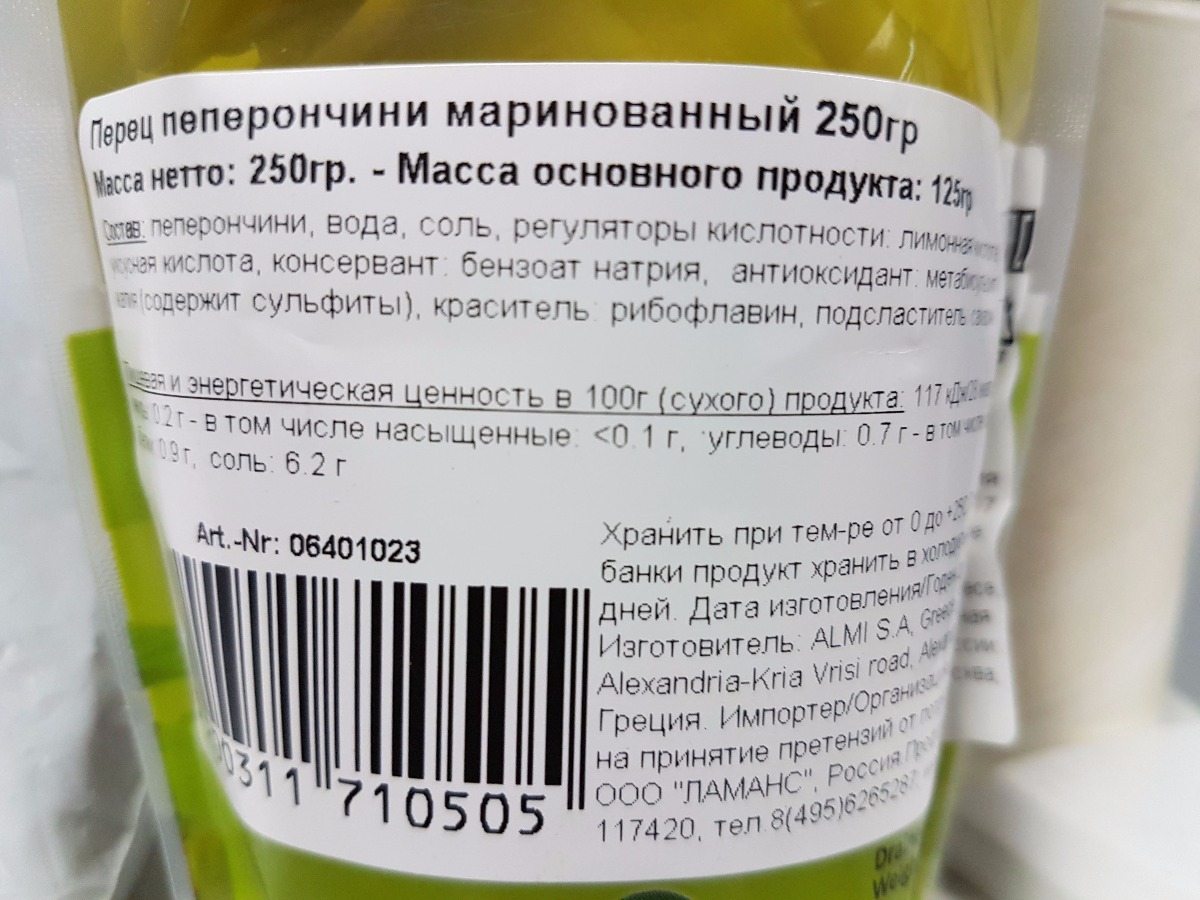 Перец пеперончини маринованный 250гр
Масса нетто: 250гр. - Масса основного продукта: 125гр
Состав: пеперончини, вода, соль, регуляторы кислотности: лимонная
кислота, консервант: бензоат натрия, антиоксидант:
(содержит сульфиты), краситель: рибофлавин, подсластитель
и энергетическая ценность в 100г (сухого) продукта: 117
0.2 г - в том числе насыщенные: <0.1 г, углеводы: 0.7 г - в том числе
0.9 г, соль: 6.2 г
Art.-Nr: 06401023
Хранить при тем-ре от 0 до
банки продукт хранить в
дней. Дата изготовления/
Изготовитель: ALMI S.A,
Alexandria-Kria Vrisi road,
Греция. Импортер/
на принятие претензий от
ООО "ЛАМАНС", Россия,
117420, тел.8(495)6265287,
00311 710505